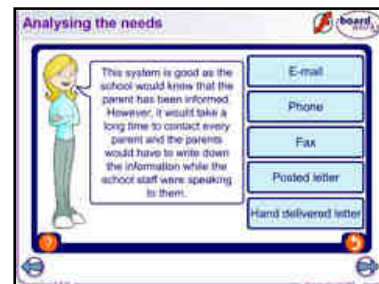 Analysing the needs
board
This system is good as the
school would know that the
parent has been informed.
However, it would take a
long time to contact every
parent and the parents
would have to write down
the information while the
school staff were speaking
to them.
E-mail
Phone
Fax
Posted letter
Hand delivered letter
?